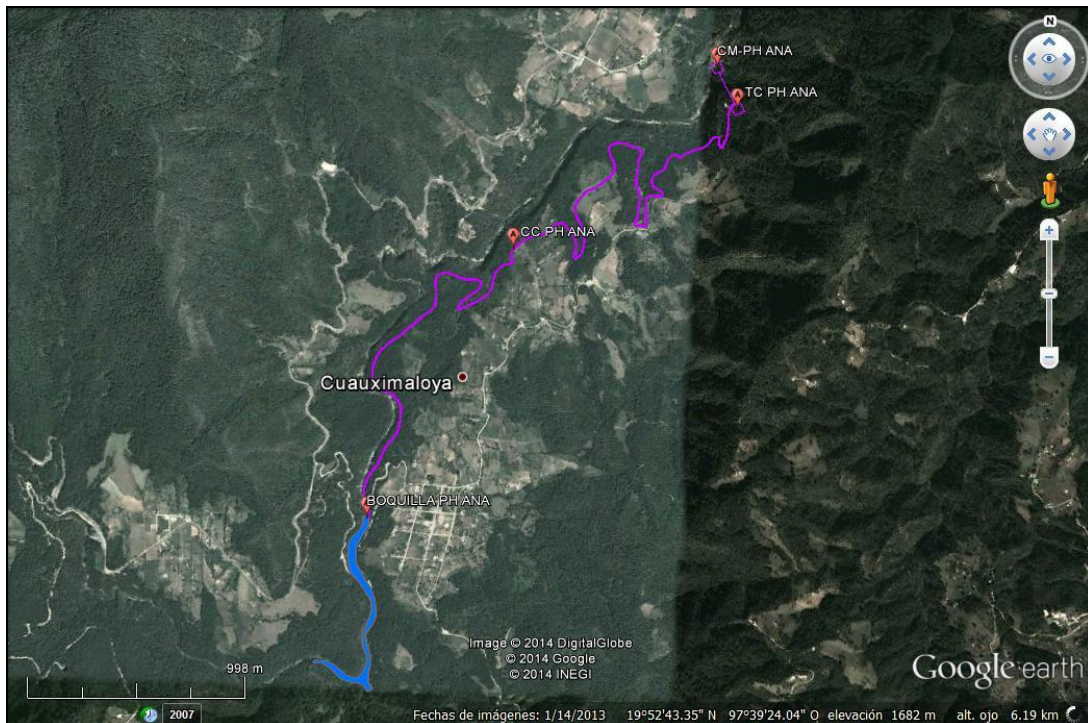 N
CM-PH ANA
TC PH ANA
CC PH ANA
Cuauximaloya
BOQUILLA PH ANA
Image © 2014 DigitalGlobe
© 2014 Google
© 2014 INEGI
998 m
Google earth
2007
Fechas de imágenes: 1/14/2013 19°52'43.35" N 97°39'24.04" O elevación 1682 m alt. ojo 6.19 km